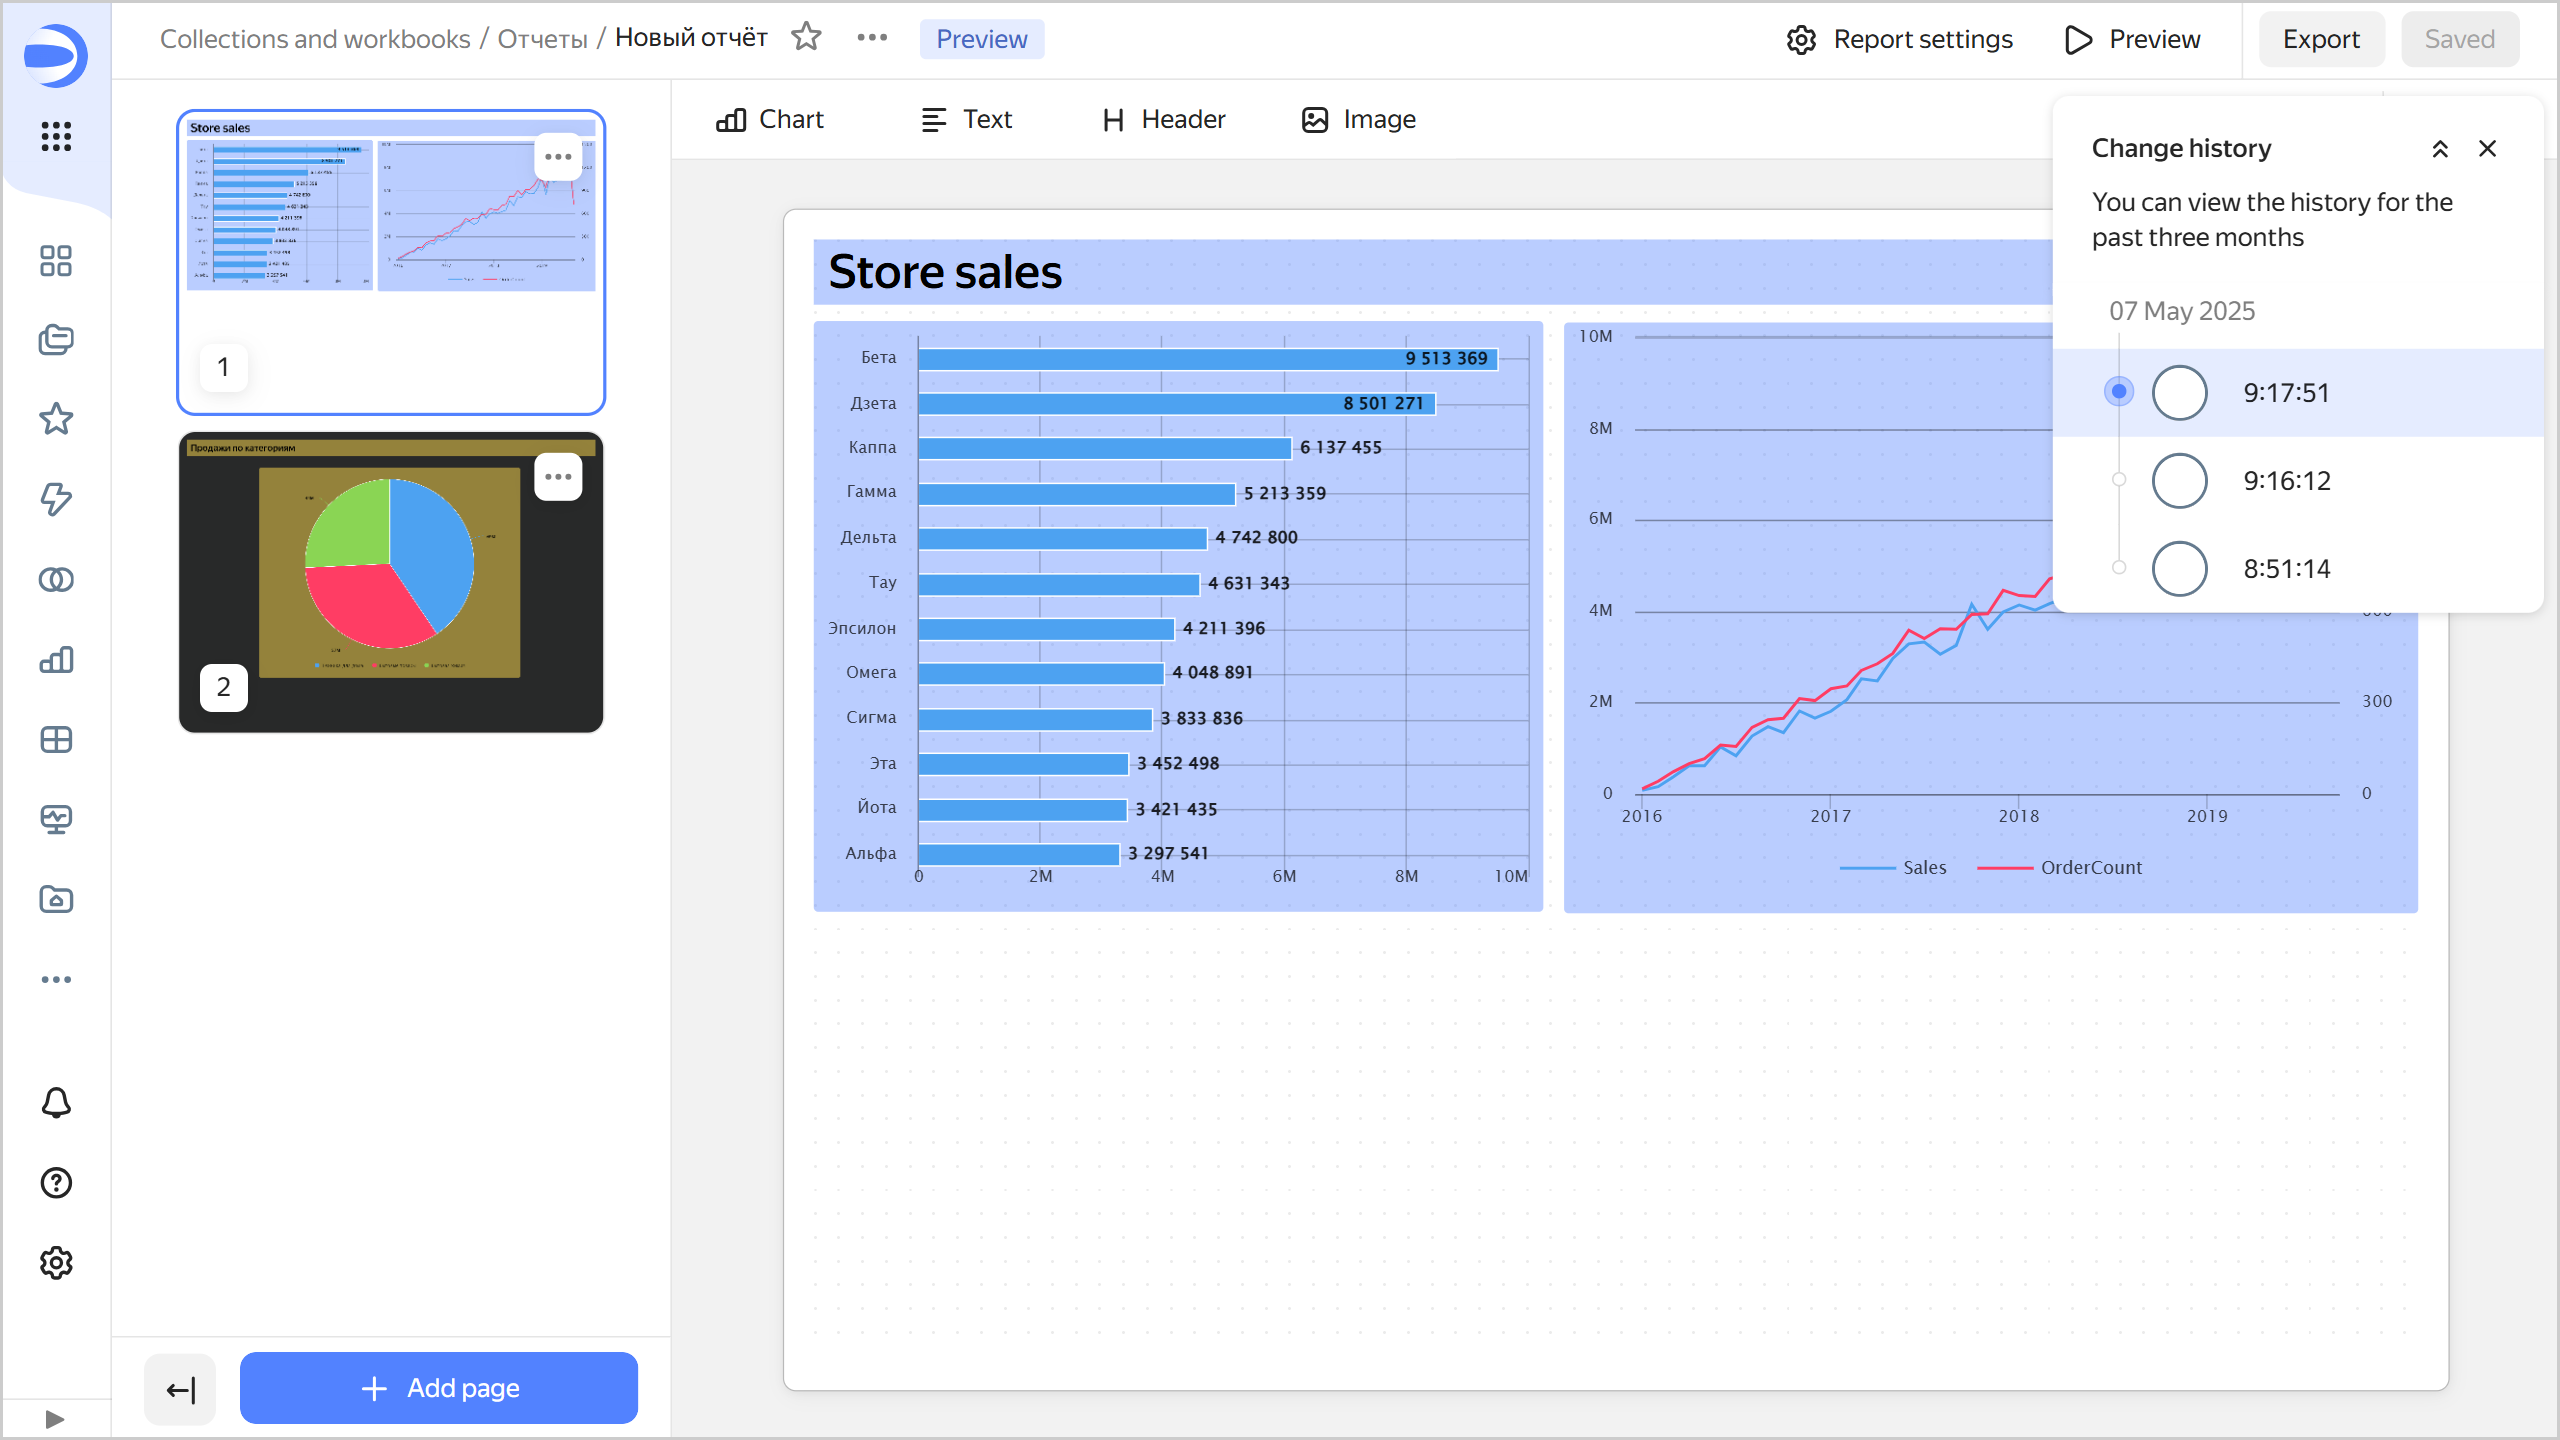 Collections and workbooks / Отчеты / Новый отчёт
Preview
Report settings
Preview
Export
Saved
Store sales
1
Продажи по категориям
2
Add page
Chart
Text
Header
Image
Store sales
Бета 9 513 369
Дзета 8 501 271
Каппа 6 137 455
Гамма 5 213 359
Дельта 4 742 800
Тау 4 631 343
Эпсилон 4 211 396
Омега 4 048 891
Сигма 3 833 836
Эта 3 452 498
Йота 3 421 435
Альфа 3 297 541
0 2M 4M 6M 8M 10M
10M
8M
6M
4M
2M 300
0 0
2016 2017 2018 2019
Sales OrderCount
Change history
You can view the history for the
past three months
07 May 2025
9:17:51
9:16:12
8:51:14